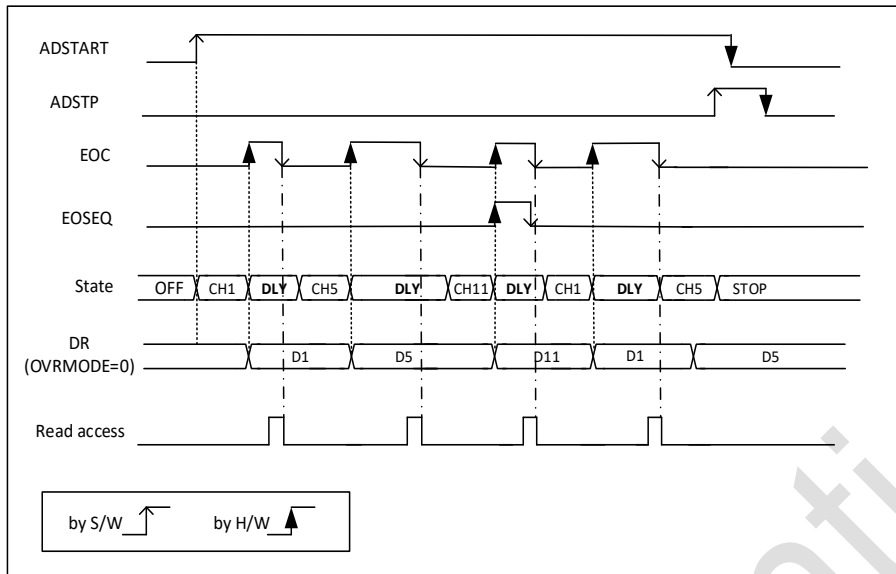 ADSTART
ADSTP
EOC
EOSEQ
State OFF CH1 DLY CH5 DLY CH11 DLY CH1 DLY CH5 STOP
DR
(OVRMODE=0) D1 D5 D11 D1 D5
Read access
by S/W by H/W